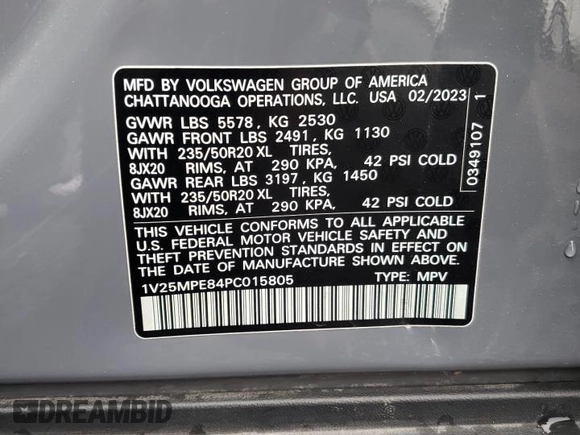 MFD BY VOLKSWAGEN GROUP OF AMERICA
CHATTANOOGA OPERATIONS, LLC. USA 02/2023
GVWR LBS 5578, KG 2530
GAWR FRONT LBS 2491, KG 1130
WITH 235/50R20 XL TIRES,
8JX20 RIMS, AT 290 KPA, 42 PSI COLD
GAWR REAR LBS 3197, KG 1450
WITH 235/50R20 XL TIRES,
8JX20 RIMS, AT 290 KPA, 42 PSI COLD
THIS VEHICLE CONFORMS TO ALL APPLICABLE
U.S. FEDERAL MOTOR VEHICLE SAFETY AND
THEFT PREVENTION STANDARDS IN EFFECT ON
DATE OF MANUFACTURE SHOWN ABOVE.
1V25MPE84PC015805 TYPE: MPV
0349107 1
DREAMBID